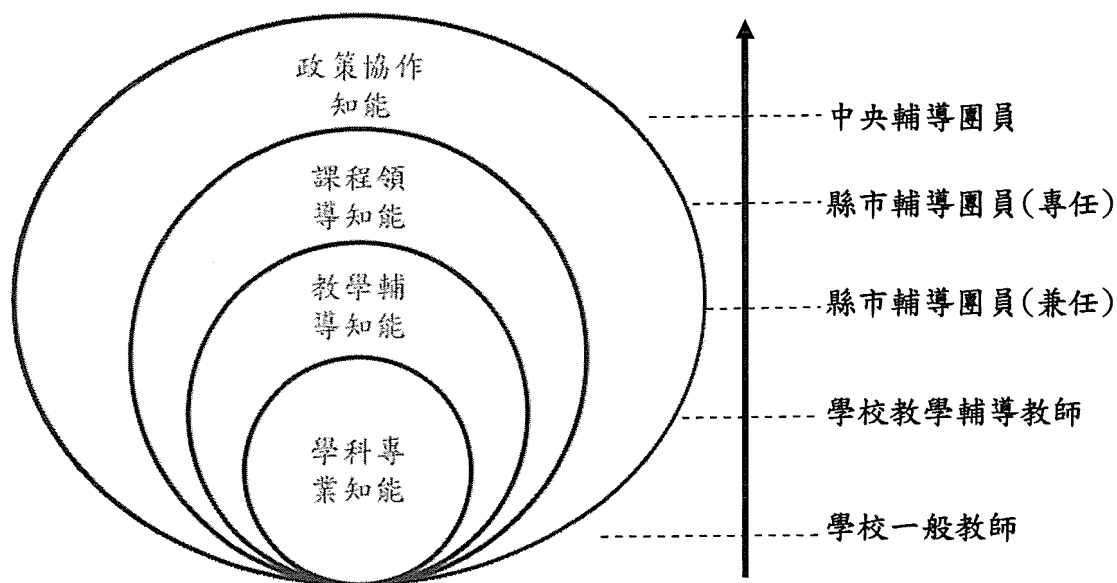 政策協作
知能
中央輔導團員
課程領
導知能
縣市輔導團員(專任)
教學輔
導知能
縣市輔導團員(兼任)
學校教學輔導教師
學科專
業知能
學校一般教師